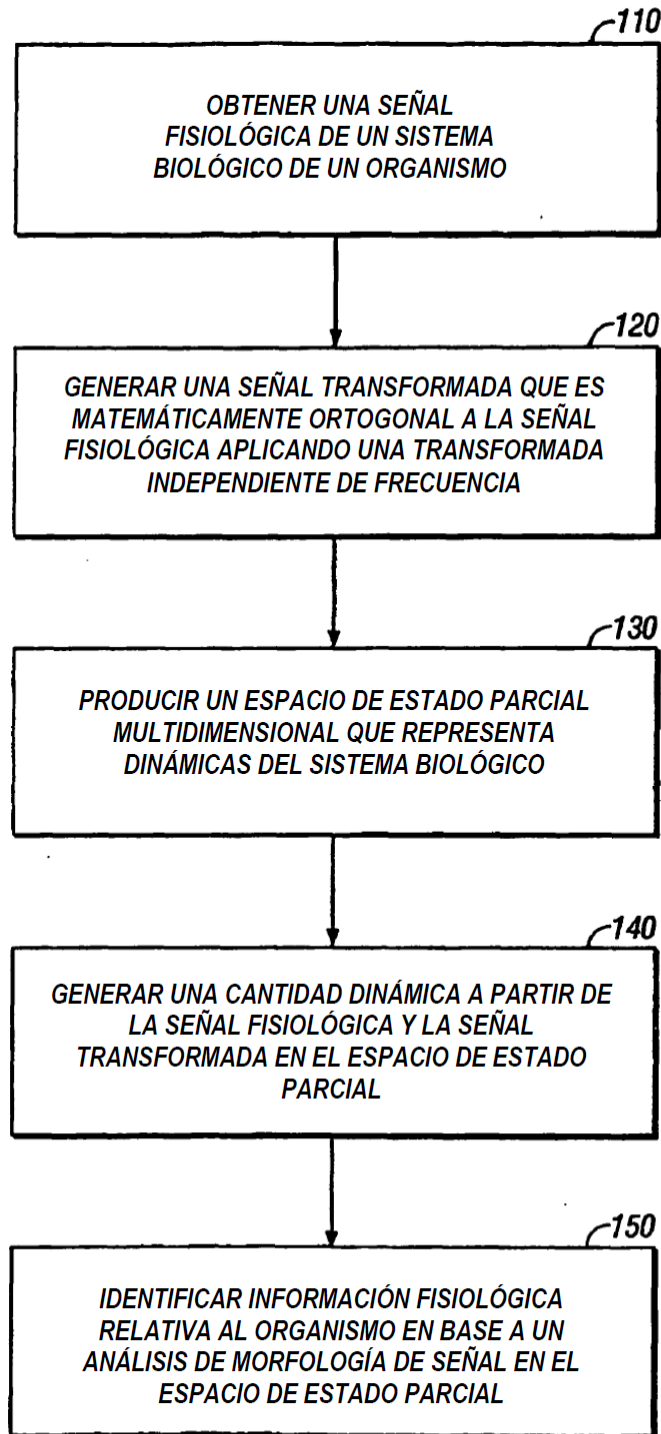 110
OBTENER UNA SEÑAL
FISIOLÓGICA DE UN SISTEMA
BIOLÓGICO DE UN ORGANISMO
120
GENERAR UNA SEÑAL TRANSFORMADA QUE ES
MATEMÁTICAMENTE ORTOGONAL A LA SEÑAL
FISIOLÓGICA APLICANDO UNA TRANSFORMADA
INDEPENDIENTE DE FRECUENCIA
130
PRODUCIR UN ESPACIO DE ESTADO PARCIAL
MULTIDIMENSIONAL QUE REPRESENTA
DINÁMICAS DEL SISTEMA BIOLÓGICO
140
GENERAR UNA CANTIDAD DINÁMICA A PARTIR DE
LA SEÑAL FISIOLÓGICA Y LA SEÑAL
TRANSFORMADA EN EL ESPACIO DE ESTADO
PARCIAL
150
IDENTIFICAR INFORMACIÓN FISIOLÓGICA
RELATIVA AL ORGANISMO EN BASE A UN
ANÁLISIS DE MORFOLOGÍA DE SEÑAL EN EL
ESPACIO DE ESTADO PARCIAL